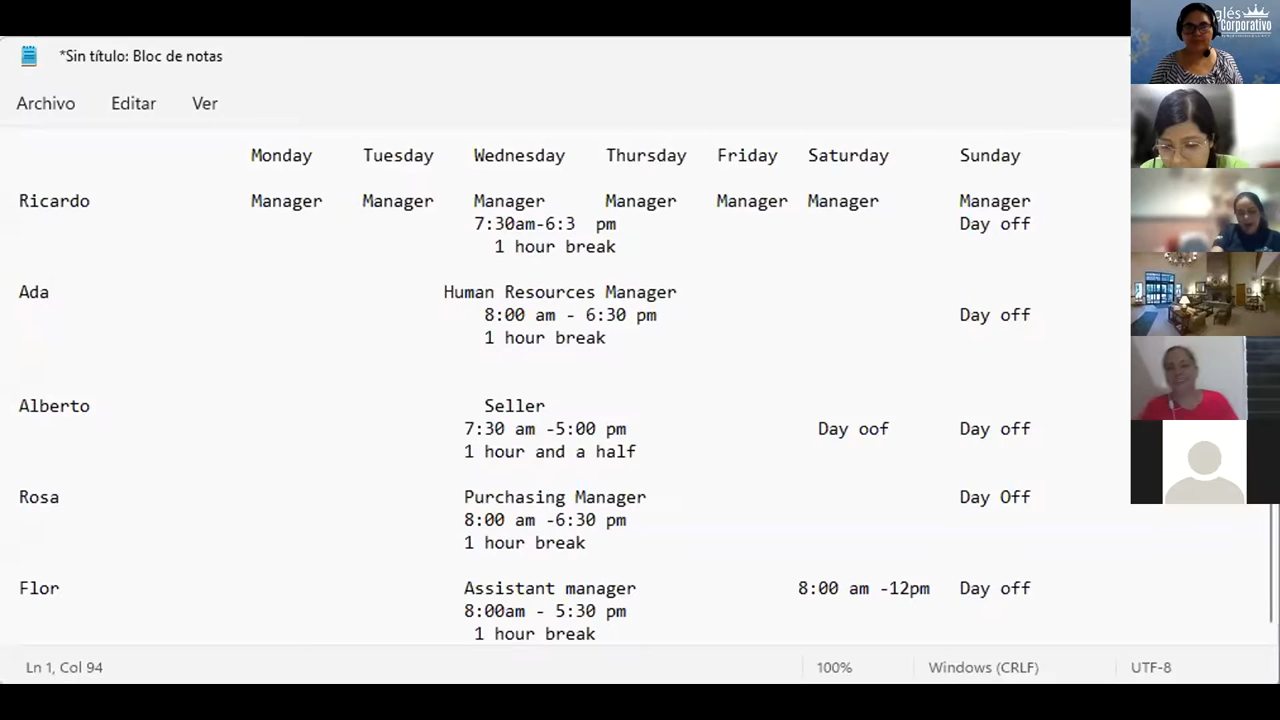 *Sin título: Bloc de notas
Archivo Editar Ver
Monday Tuesday Wednesday Thursday Friday Saturday Sunday
Ricardo Manager Manager Manager Manager Manager Manager Manager
7:30am-6:3 pm Day off
1 hour break
Ada Human Resources Manager
8:00 am - 6:30 pm Day off
1 hour break
Alberto Seller
7:30 am -5:00 pm Day oof Day off
1 hour and a half
Rosa Purchasing Manager Day Off
8:00 am -6:30 pm
1 hour break
Flor Assistant manager 8:00 am -12pm Day off
8:00am - 5:30 pm
1 hour break
Ln 1, Col 94 100% Windows (CRLF) UTF-8
glés
Corporativo